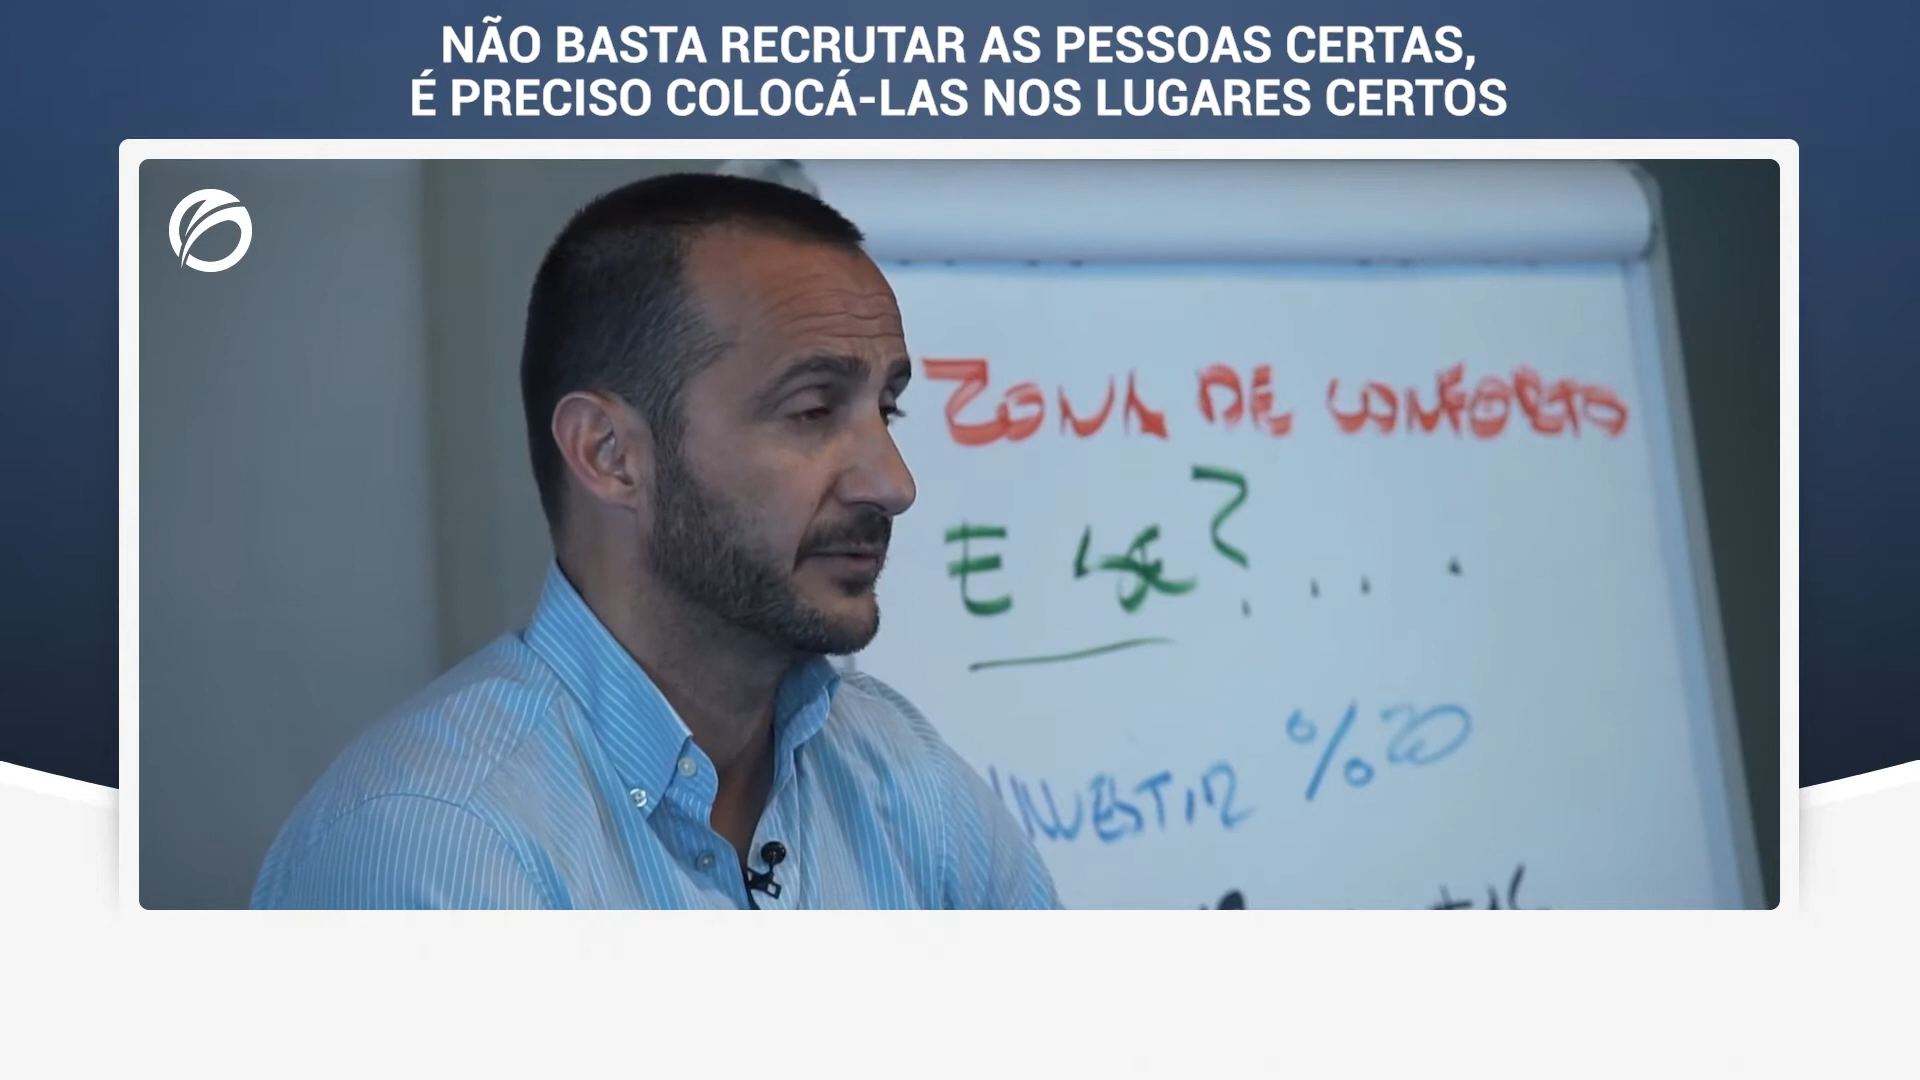 NÃO BASTA RECRUTAR AS PESSOAS CERTAS,
É PRECISO COLOCÁ-LAS NOS LUGARES CERTOS
ZONA DE CONFORTO
E SE?...
INVESTIR % 20